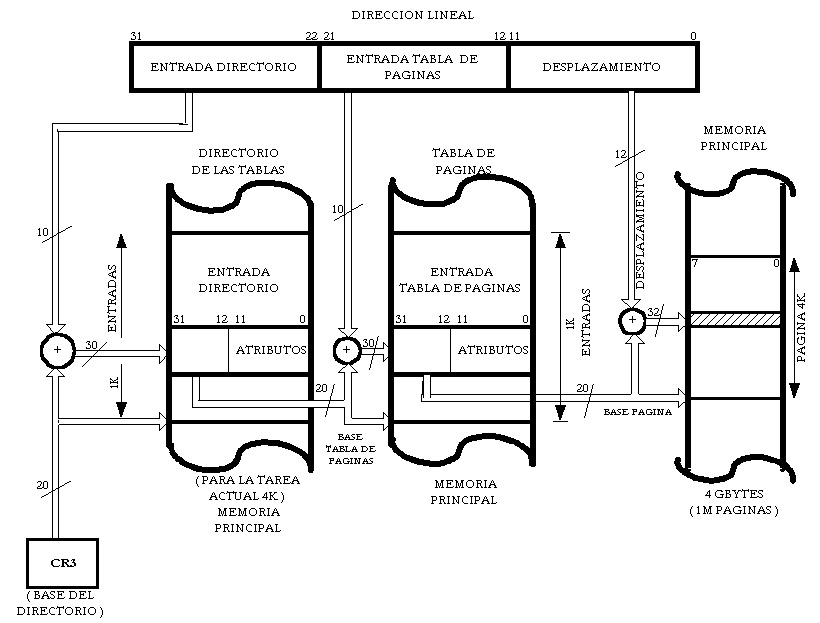 DIRECCION LINEAL
31 22 21 12 11 0
ENTRADA DIRECTORIO
ENTRADA TABLA DE
PAGINAS
DESPLAZAMIENTO
MEMORIA
PRINCIPAL
DIRECTORIO
DE LAS TABLAS
TABLA DE
PAGINAS
12
DESPLAZAMIENTO
10
10
ENTRADAS
1K
ENTRADA
DIRECTORIO
31 12 11 0
ATRIBUTOS
ENTRADA
TABLA DE PAGINAS
31 12 11 0
ATRIBUTOS
1K
ENTRADAS
7 0
PAGINA 4K
+
30
+
30
+
32
20
BASE
TABLA DE
PAGINAS
20
BASE PAGINA
20
( PARA LA TAREA
ACTUAL 4K )
MEMORIA
PRINCIPAL
MEMORIA
PRINCIPAL
4 GBYTES
( 1M PAGINAS )
CR3
( BASE DEL
DIRECTORIO )